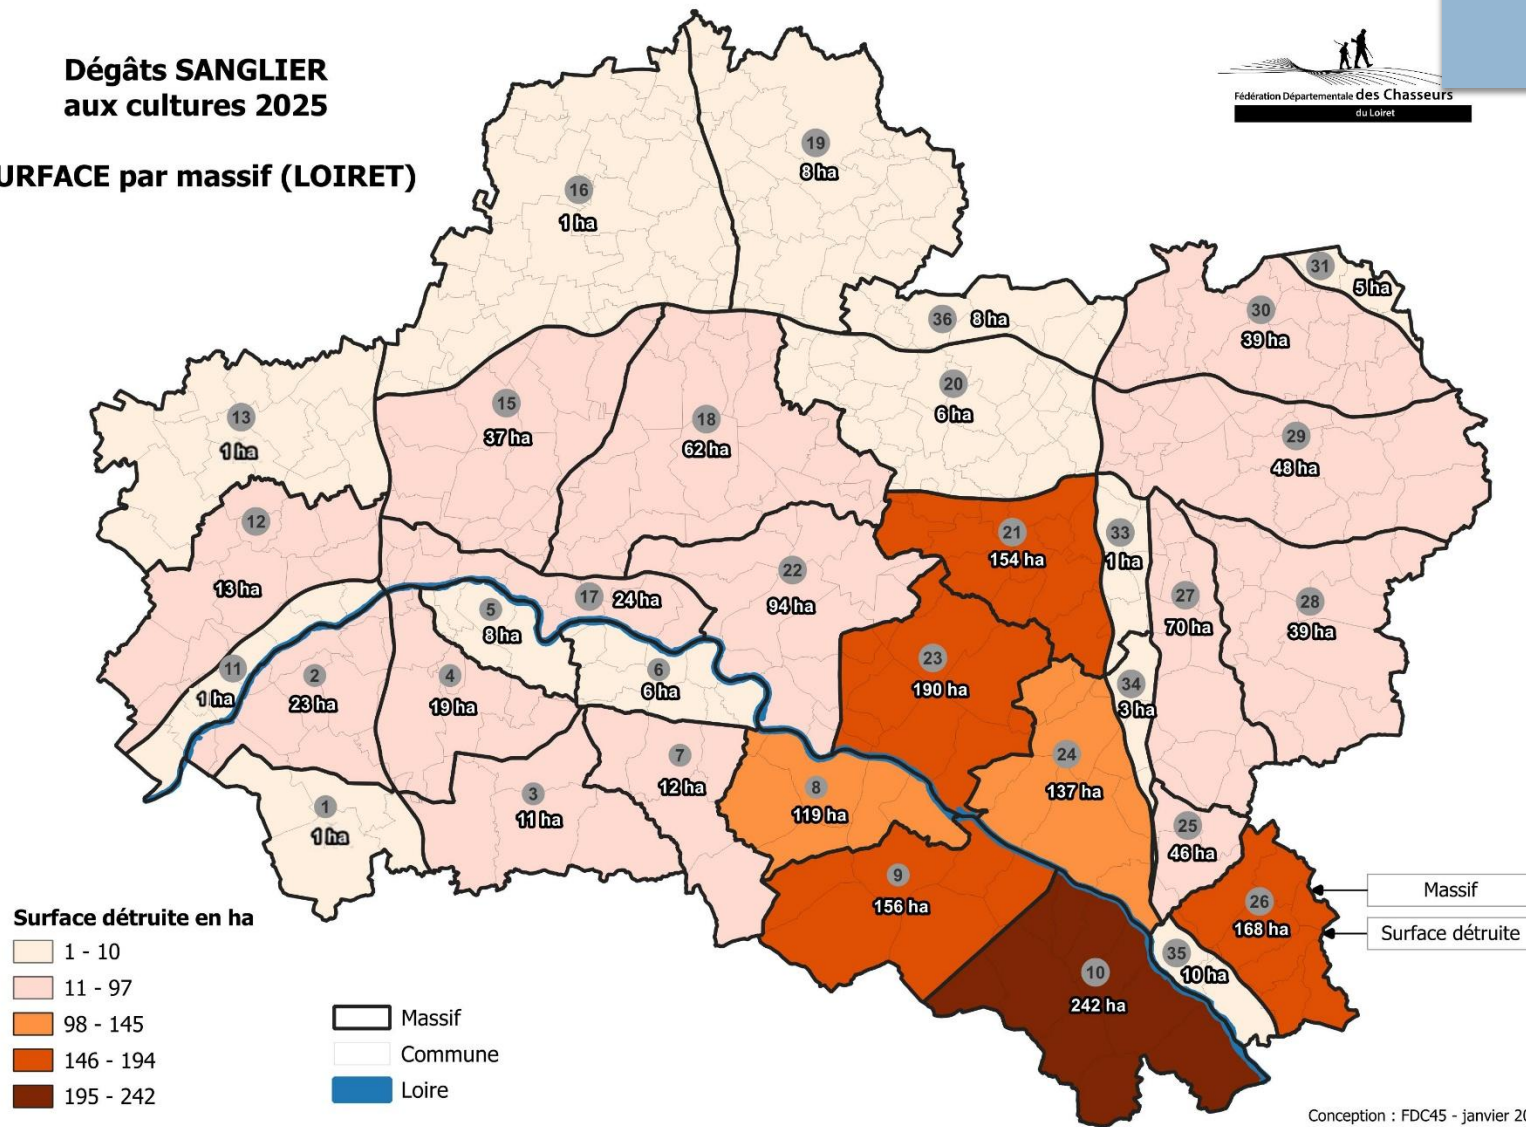 Dégâts SANGLIER
aux cultures 2025
URFACE par massif (LOIRET)
Fédération Départementale des Chasseurs
du Loiret
19
8 ha
16
1 ha
31
5 ha
30
39 ha
36 8 ha
20
6 ha
13
1 ha
15
37 ha
18
62 ha
29
48 ha
12
13 ha
21
154 ha
33
1 ha
22
94 ha
17 24 ha
5
8 ha
27
70 ha
28
39 ha
11
1 ha
2
23 ha
4
19 ha
6
6 ha
23
190 ha
34
3 ha
7
12 ha
24
137 ha
1
1 ha
3
11 ha
8
119 ha
25
46 ha
9
156 ha
26
168 ha
Massif
Surface détruite
35
10 ha
10
242 ha
Surface détruite en ha
1 - 10
11 - 97
98 - 145
146 - 194
195 - 242
Massif
Commune
Loire
Conception : FDC45 - janvier 20